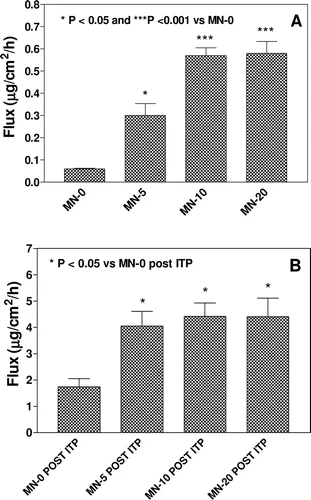 * P < 0.05 and ***P <0.001 vs MN-0
A
Flux (µg/cm²/h)
0.8
0.7
0.6
0.5
0.4
0.3
0.2
0.1
0.0
*
***
***
MN-0
MN-5
MN-10
MN-20
* P < 0.05 vs MN-0 post ITP
B
Flux (µg/cm²/h)
7
6
5
4
3
2
1
0
*
*
*
MN-0 POST ITP
MN-5 POST ITP
MN-10 POST ITP
MN-20 POST ITP